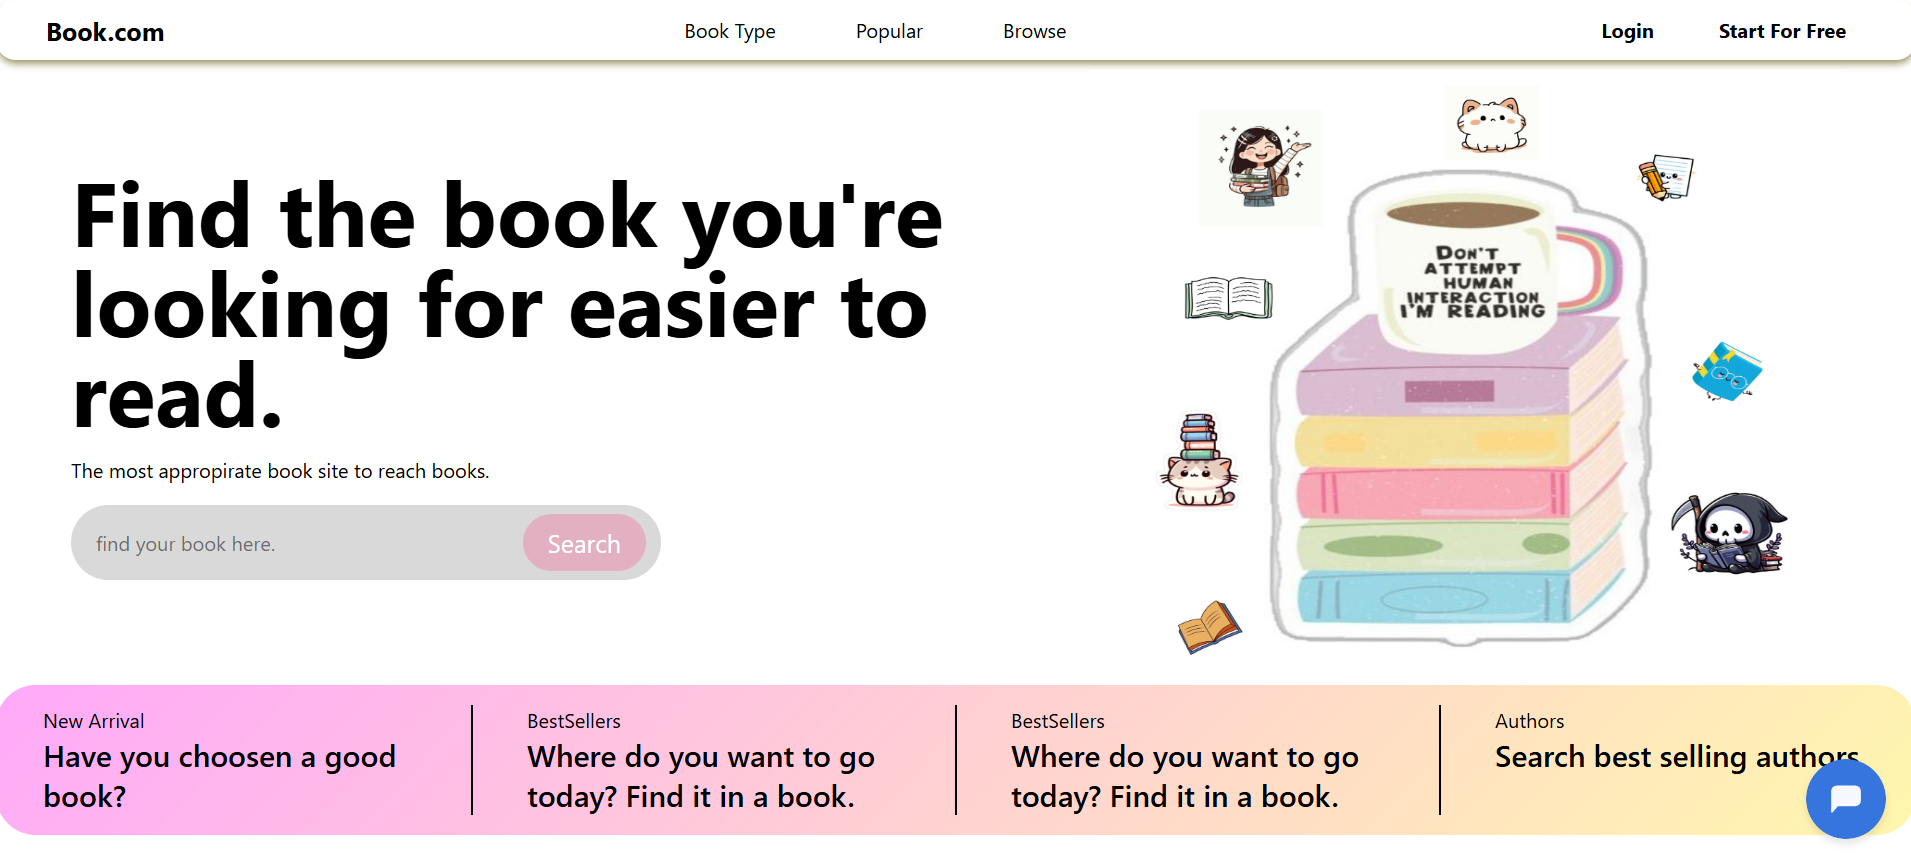 Book.com
Book Type
Popular
Browse
Login
Start For Free
Find the book you're
looking for easier to
read.
The most appropirate book site to reach books.
find your book here.
Search
DON'T
ATTEMPT
HUMAN
INTERACTION
I'M READING
New Arrival
Have you choosen a good
book?
BestSellers
Where do you want to go
today? Find it in a book.
BestSellers
Where do you want to go
today? Find it in a book.
Authors
Search best selling authors